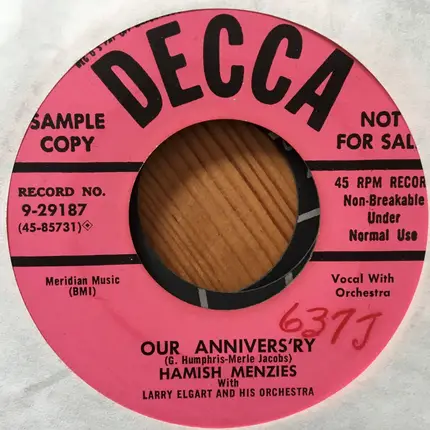 DECCA
SAMPLE
COPY
NOT
FOR SAL
RECORD NO.
9-29187
(45-85731)
45 RPM RECOR
Non-Breakable
Under
Normal Use
Meridian Music
(BMI)
Vocal With
Orchestra
637J
OUR ANNIVERS'RY
(G. Humphris-Merle Jacobs)
HAMISH MENZIES
With
LARRY ELGART AND HIS ORCHESTRA